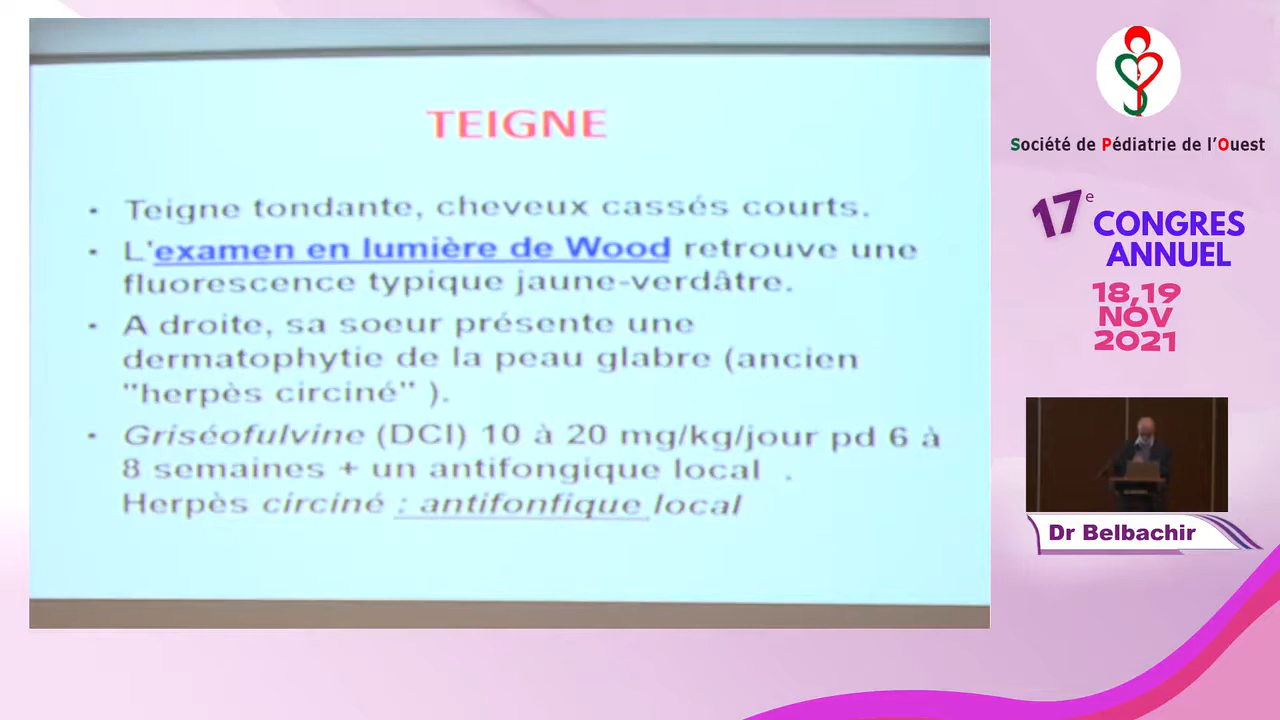 TEIGNE
• Teigne tondante, cheveux cassés courts.
• L'examen en lumière de Wood retrouve une
fluorescence typique jaune-verdâtre.
• A droite, sa soeur présente une
dermatophytie de la peau glabre (ancien
"herpès circiné" ).
• Griséofulvine (DCI) 10 à 20 mg/kg/jour pd 6 à
8 semaines + un antifongique local .
Herpès circiné : antifonfique local
Société de Pédiatrie de l'Ouest
17e
CONGRES
ANNUEL
18,19
NOV
2021
Dr Belbachir